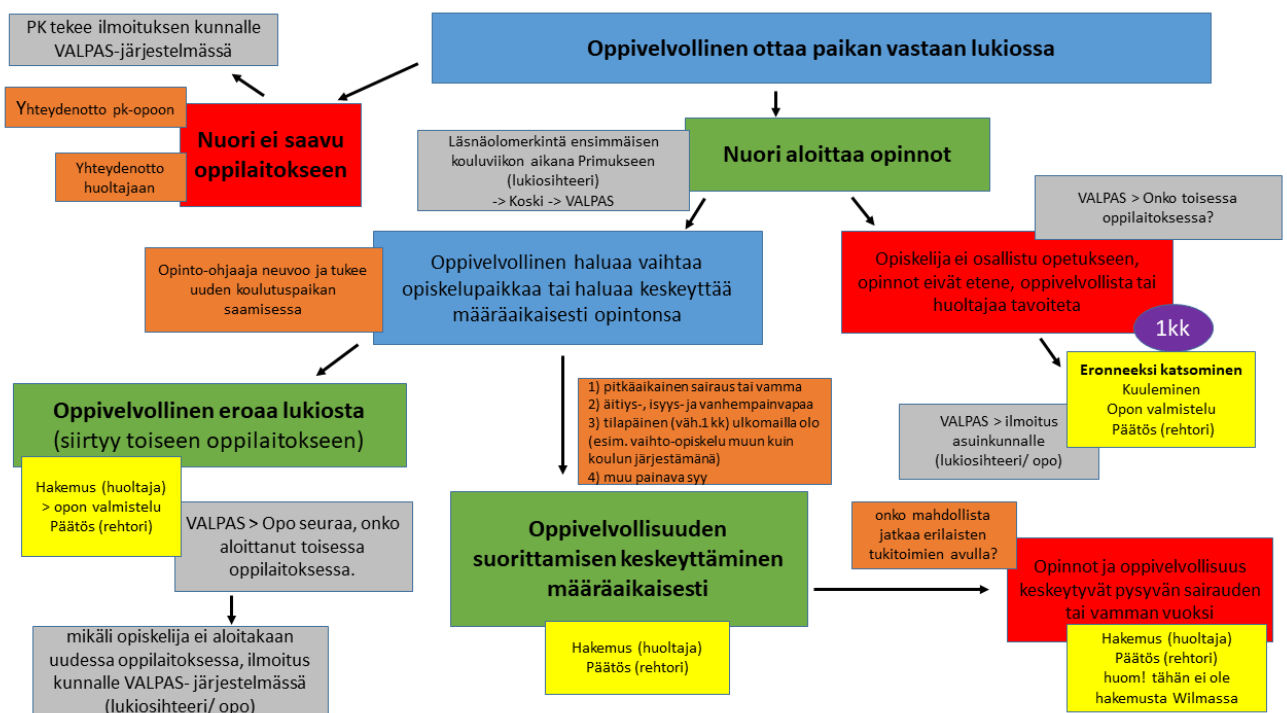 PK tekee ilmoituksen kunnalle
VALPAS-järjestelmässä
Oppivelvollinen ottaa paikan vastaan lukiossa
Yhteydenotto pk-opoon
Nuori ei saavu
oppilaitokseen
Yhteydenotto
huoltajaan
Läsnäolomerkintä ensimmäisen
kouluviikon aikana Primukseen
(lukiosihteeri)
-> Koski -> VALPAS
Nuori aloittaa opinnot
VALPAS > Onko toisessa
oppilaitoksessa?
Opinto-ohjaaja neuvoo ja tukee
uuden koulutuspaikan
saamisessa
Oppivelvollinen haluaa vaihtaa
opiskelupaikkaa tai haluaa keskeyttää
määräaikaisesti opintonsa
Opiskelija ei osallistu opetukseen,
opinnot eivät etene, oppivelvollista tai
huoltajaa tavoiteta
1kk
Eronneeksi katsominen
Kuuleminen
Opon valmistelu
Päätös (rehtori)
VALPAS > ilmoitus
asuinkunnalle
(lukiosihteeri/ opo)
Oppivelvollinen eroaa lukiosta
(siirtyy toiseen oppilaitokseen)
Hakemus (huoltaja)
> opon valmistelu
Päätös (rehtori)
VALPAS > Opo seuraa, onko
aloittanut toisessa
oppilaitoksessa.
mikäli opiskelija ei aloitakaan
uudessa oppilaitoksessa, ilmoitus
kunnalle VALPAS- järjestelmässä
(lukiosihteeri/ opo)
1) pitkäaikainen sairaus tai vamma
2) äitiys-, isyys- ja vanhempainvapaa
3) tilapäinen (väh.1 kk) ulkomailla olo
(esim. vaihto-opiskelu muun kuin
koulun järjestämänä)
4) muu painava syy
Oppivelvollisuuden
suorittamisen keskeyttäminen
määräaikaisesti
Hakemus (huoltaja)
Päätös (rehtori)
onko mahdollista
jatkaa erilaisten
tukitoimien avulla?
Opinnot ja oppivelvollisuus
keskeytyvät pysyvän sairauden
tai vamman vuoksi
Hakemus (huoltaja)
Päätös (rehtori)
huom! tähän ei ole
hakemusta Wilmassa